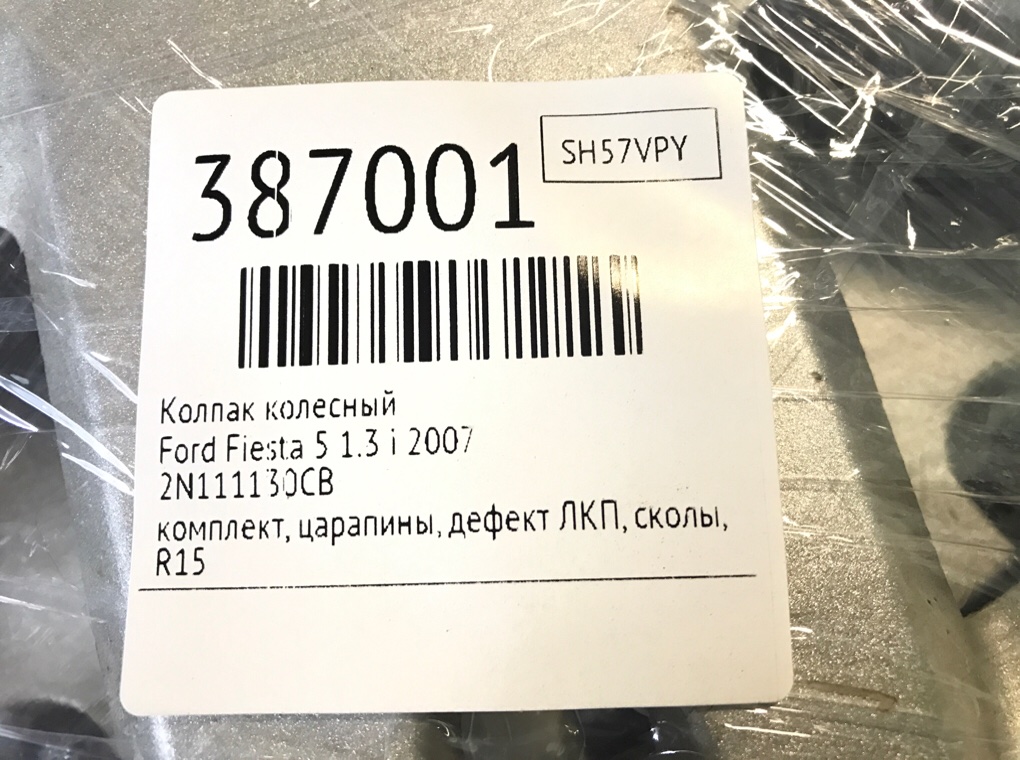 387001
SH57VPY
Колпак колесный
Ford Fiesta 5 1.3 i 2007
2N111130CB
комплект, царапины, дефект ЛКП, сколы,
R15